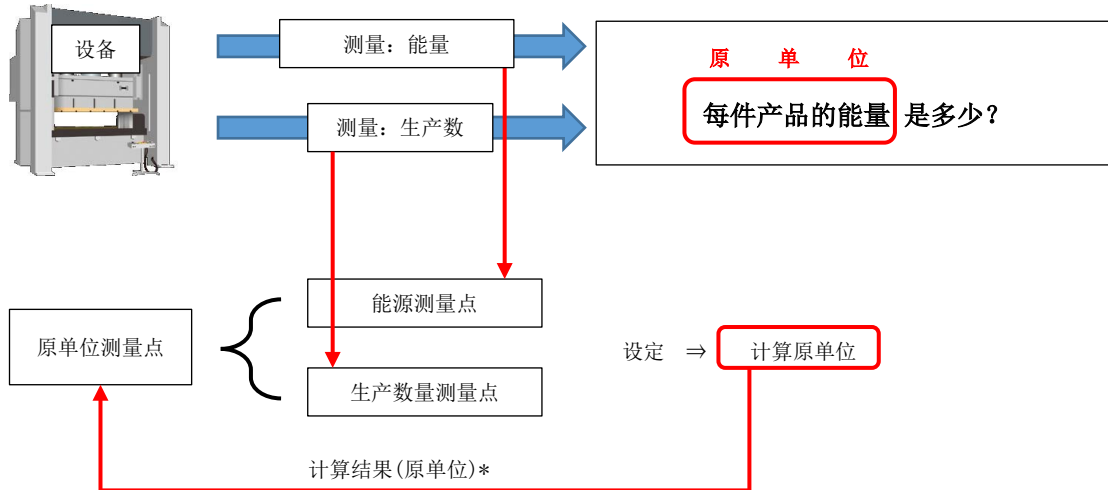 设备
测量: 能量
原 单 位
每件产品的能量 是多少?
测量: 生产数
能源测量点
原单位测量点
设定 ⇒ 计算原单位
生产数量测量点
计算结果(原单位)*